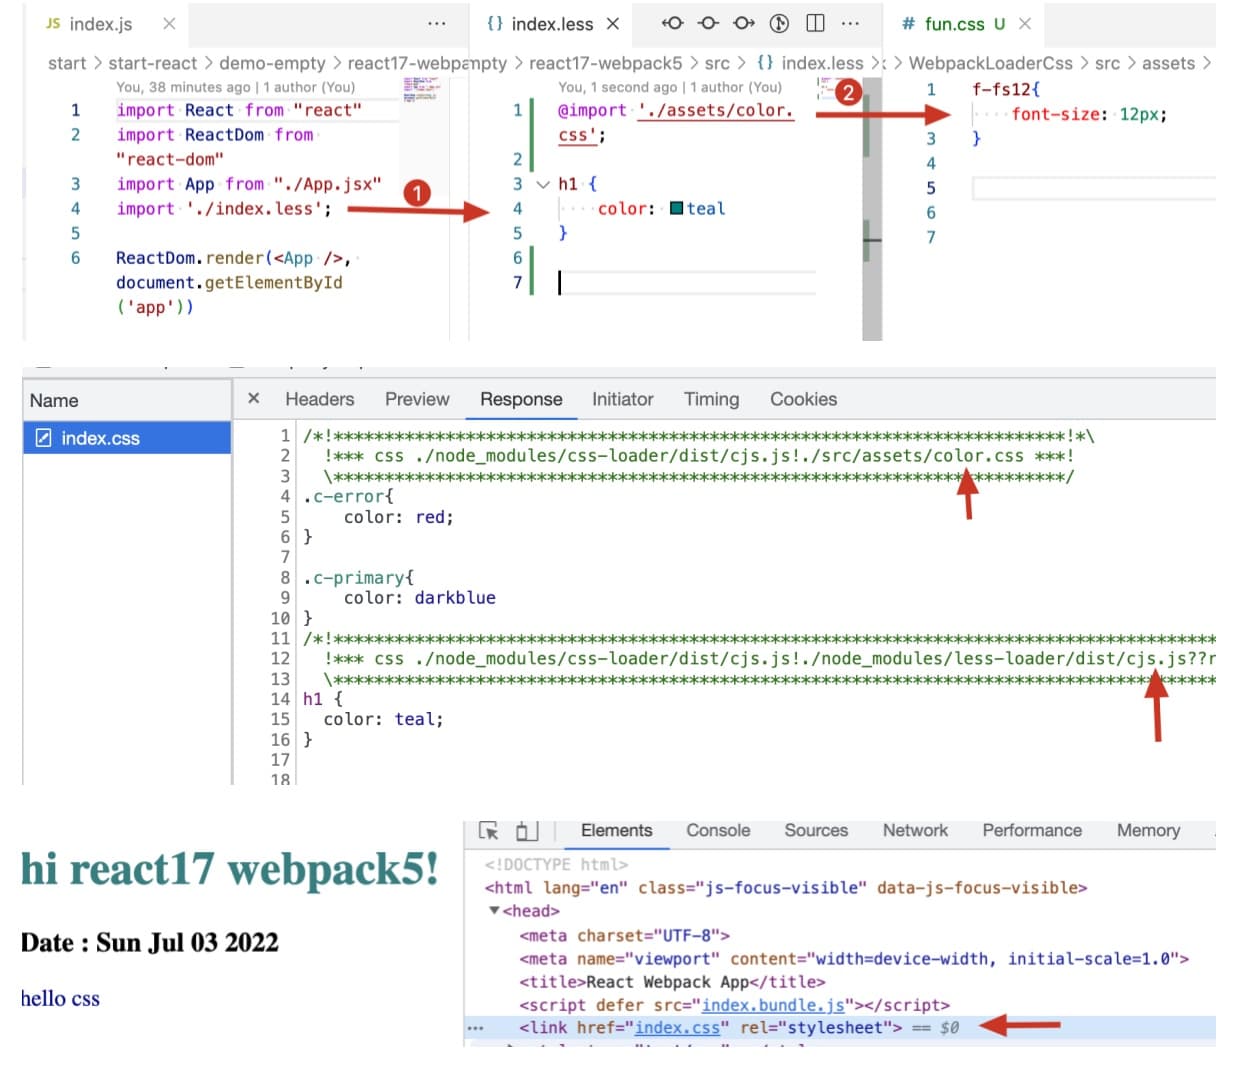 JS index.js ×
{} index.less ×
# fun.css U ×
start > start-react > demo-empty > react17-webp
mpty > react17-webpack5 > src > {} index.less >
> WebpackLoaderCss > src > assets >
You, 38 minutes ago | 1 author (You)
1 import React from "react"
2 import ReactDom from
"react-dom"
3 import App from "./App.jsx"
4 import './index.less';
5
6 ReactDom.render(<App />,
document.getElementById
('app'))
1
You, 1 second ago | 1 author (You)
1 @import './assets/color.
css';
2
3 h1 {
4 color: teal
5 }
6
7
2
1 f-fs12{
font-size: 12px;
3 }
4
5
6
7
Name
index.css
× Headers Preview Response Initiator Timing Cookies
1 /*!************************************************************************!*\
2 !*** css ./node_modules/css-loader/dist/cjs.js!./src/assets/color.css ***!
3 \************************************************************************/
4 .c-error{
5 color: red;
6 }
7
8 .c-primary{
9 color: darkblue
10 }
11 /*!***************************************************************************************
12 !*** css ./node_modules/css-loader/dist/cjs.js!./node_modules/less-loader/dist/cjs.js??r
13 \***************************************************************************************
14 h1 {
15 color: teal;
16 }
17
18
hi react17 webpack5!
Date : Sun Jul 03 2022
hello css
Elements Console Sources Network Performance Memory
<!DOCTYPE html>
<html lang="en" class="js-focus-visible" data-js-focus-visible>
▼<head>
<meta charset="UTF-8">
<meta name="viewport" content="width=device-width, initial-scale=1.0">
<title>React Webpack App</title>
<script defer src="index.bundle.js"></script>
<link href="index.css" rel="stylesheet"> == $0